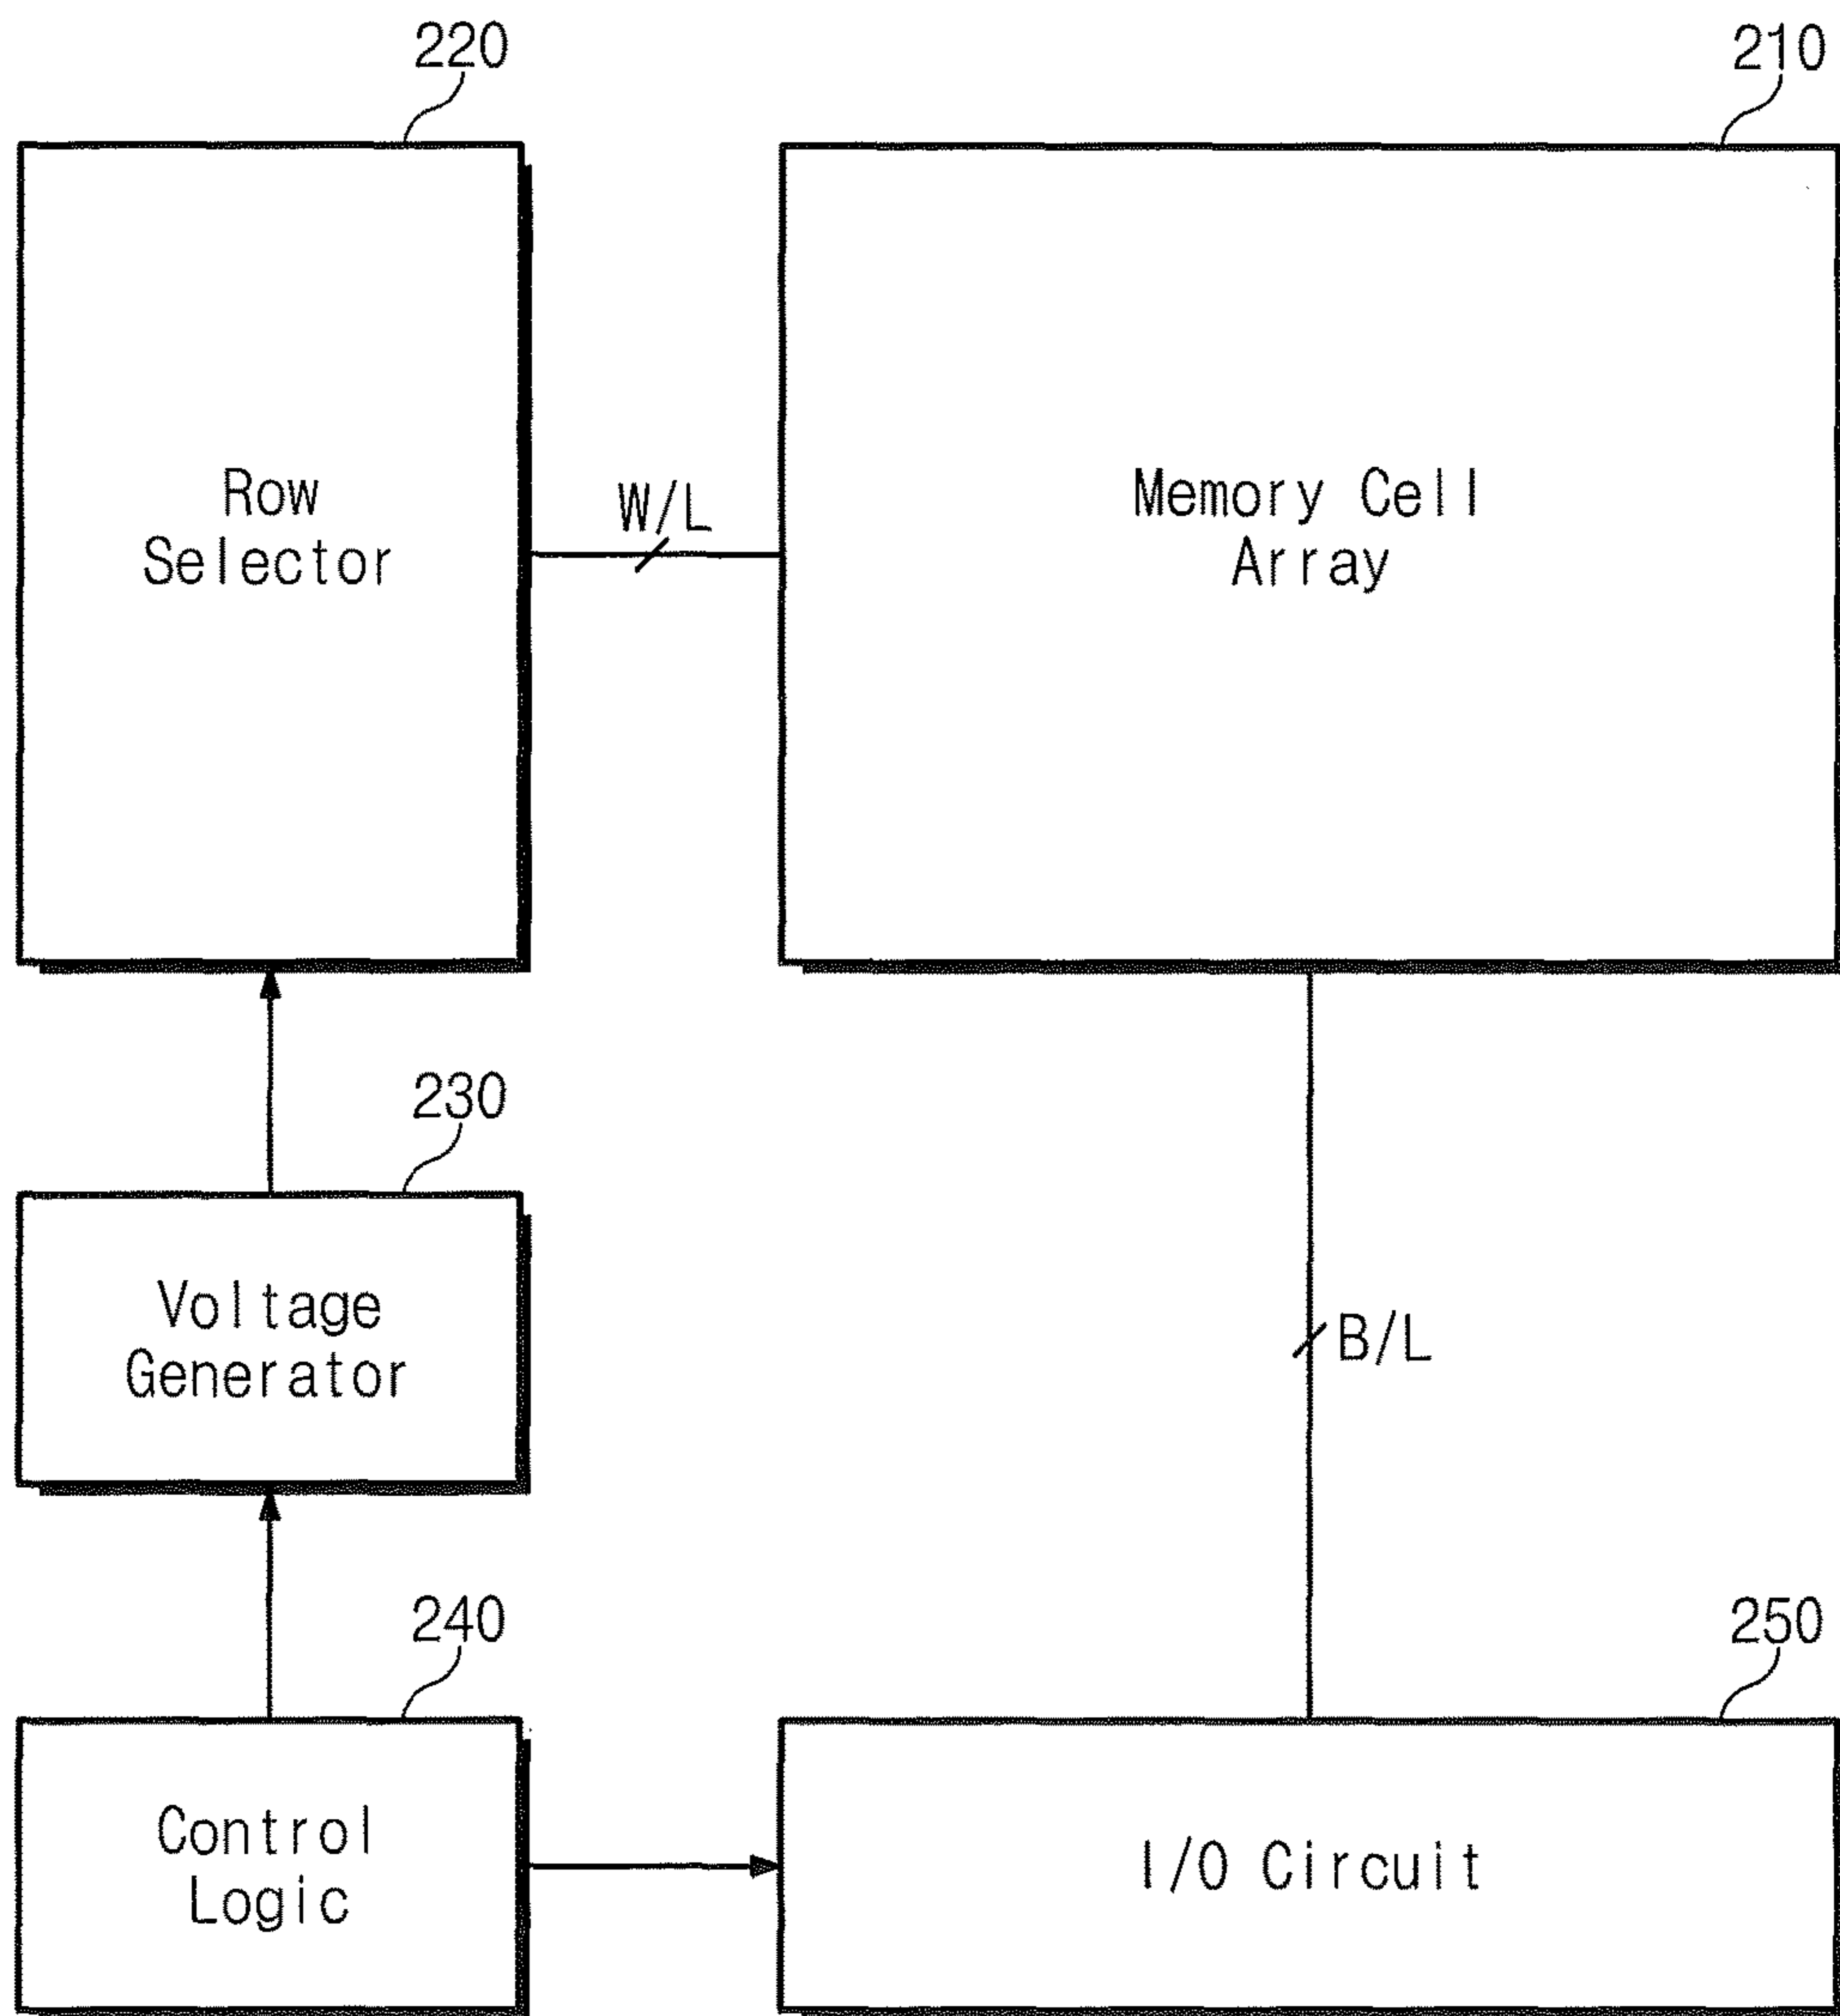 220
210
Row
Selector
W/L
Memory Cell
Array
230
Voltage
Generator
B/L
240
250
Control
Logic
I/O Circuit